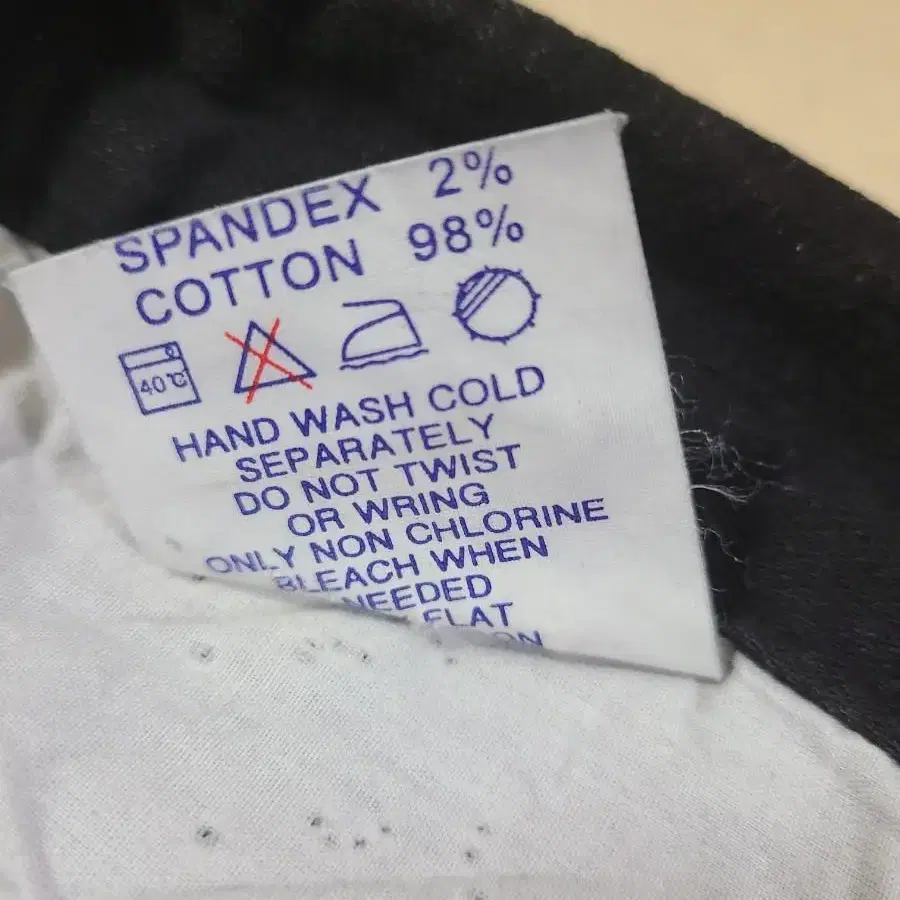 SPANDEX 2%
COTTON 98%
40℃
HAND WASH COLD
SEPARATELY
DO NOT TWIST
OR WRING
ONLY NON CHLORINE
BLEACH WHEN
NEEDED
FLAT